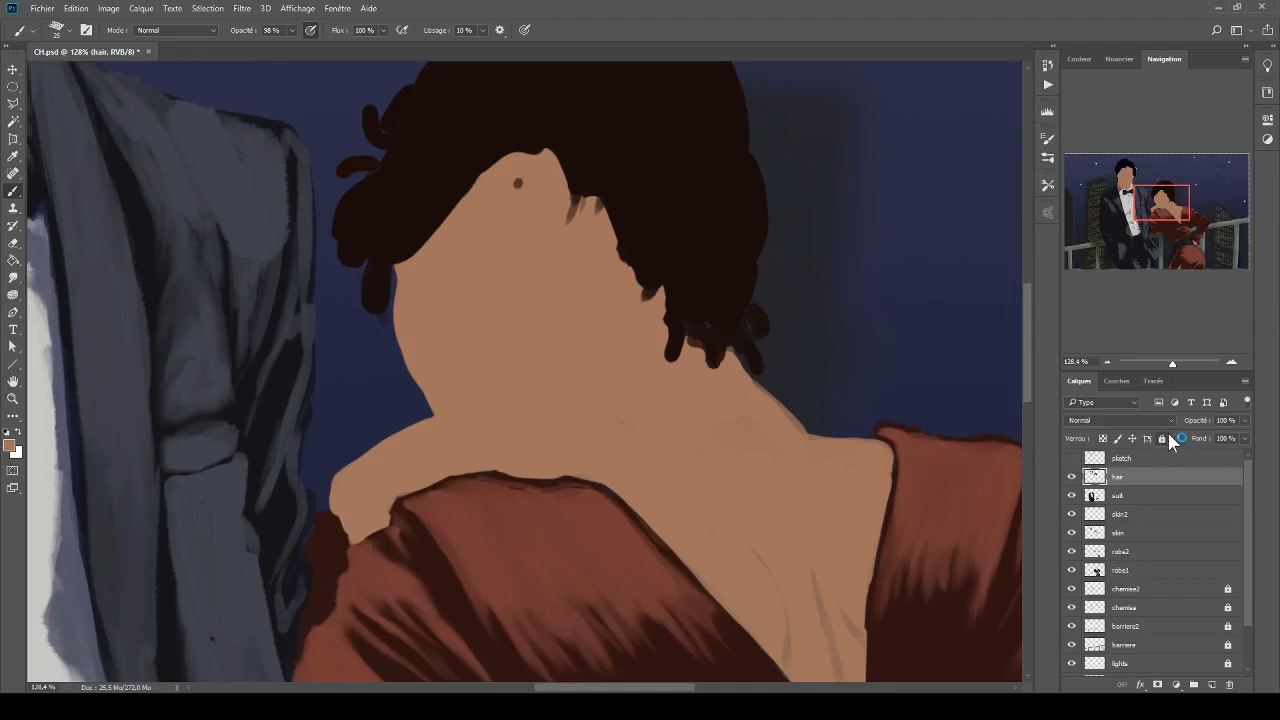 Ps Fichier Edition Image Calque Texte Sélection Filtre 3D Affichage Fenêtre Aide
25 Mode : Normal Opacité : 98 % Flux : 100 % Lissage : 10 %
CH.psd @ 128% (hair, RVB/8) * ×
Couleur Nuancier Navigation
128,4 %
Calques Couches Tracés
Type
Normal Opacité : 100 %
Verrou : Fond : 100 %
sketch
hair
suit
skin2
skin
robe2
robe1
chemise2
chemise
barriere2
barriere
lights
128,4 % Doc : 25,5 Mo/272,0 Mo